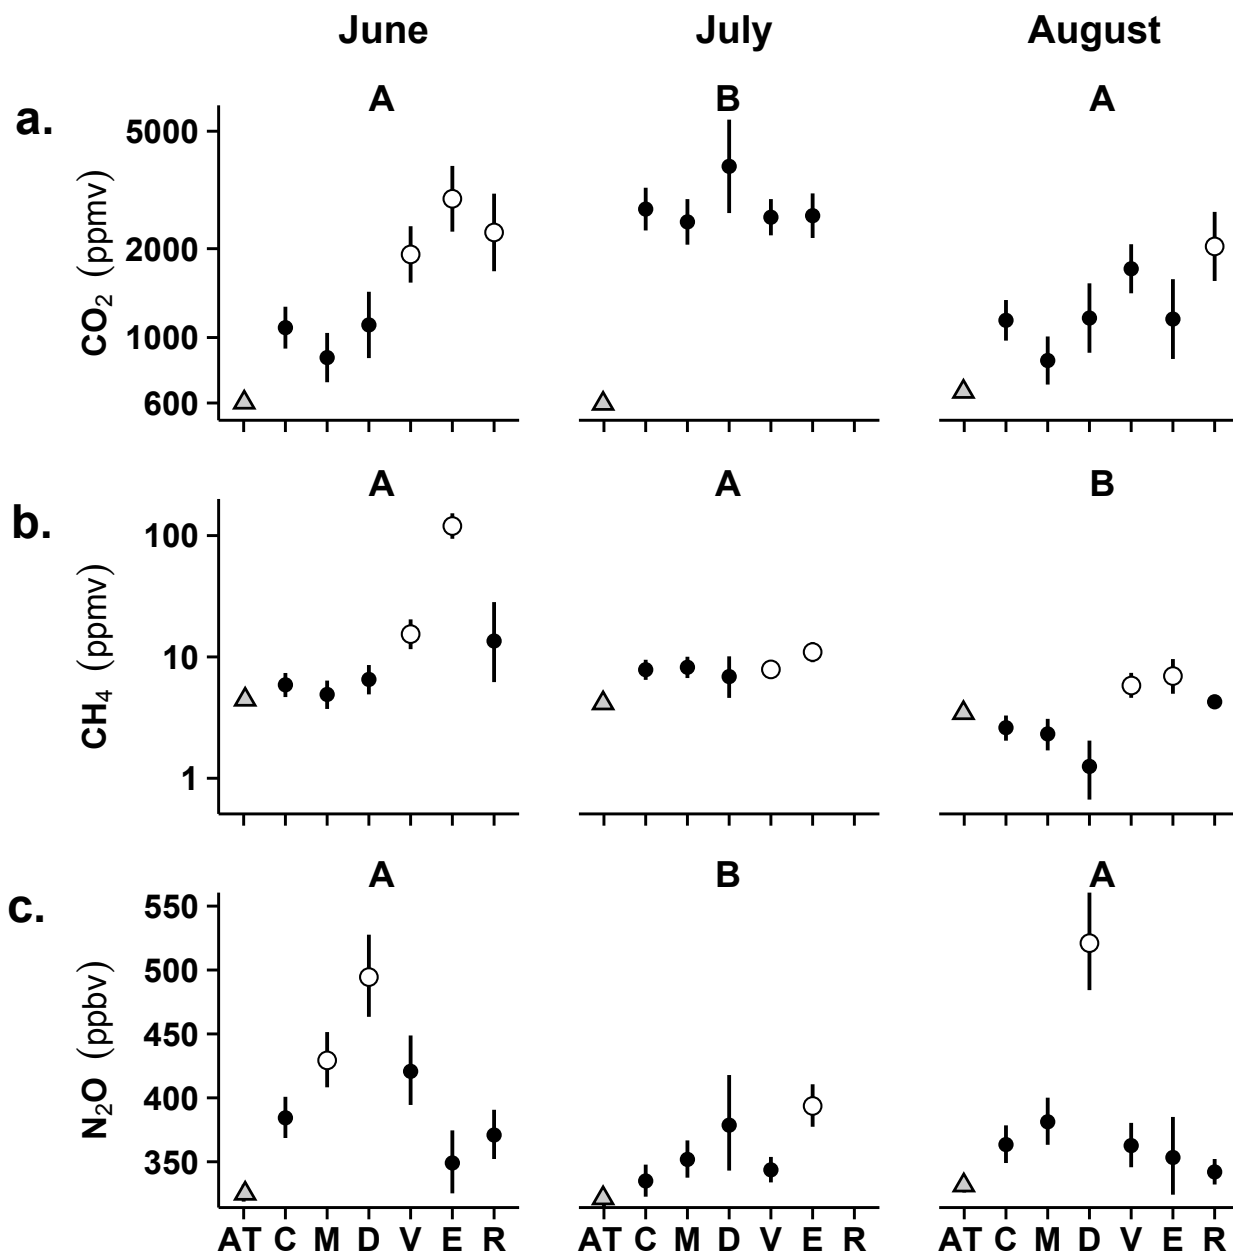 June July August
a.
A B A
CO₂ (ppmv)
5000
2000
1000
600
b.
A A B
CH₄ (ppmv)
100
10
1
c.
A B A
N₂O (ppbv)
550
500
450
400
350
AT C M D V E R AT C M D V E R AT C M D V E R